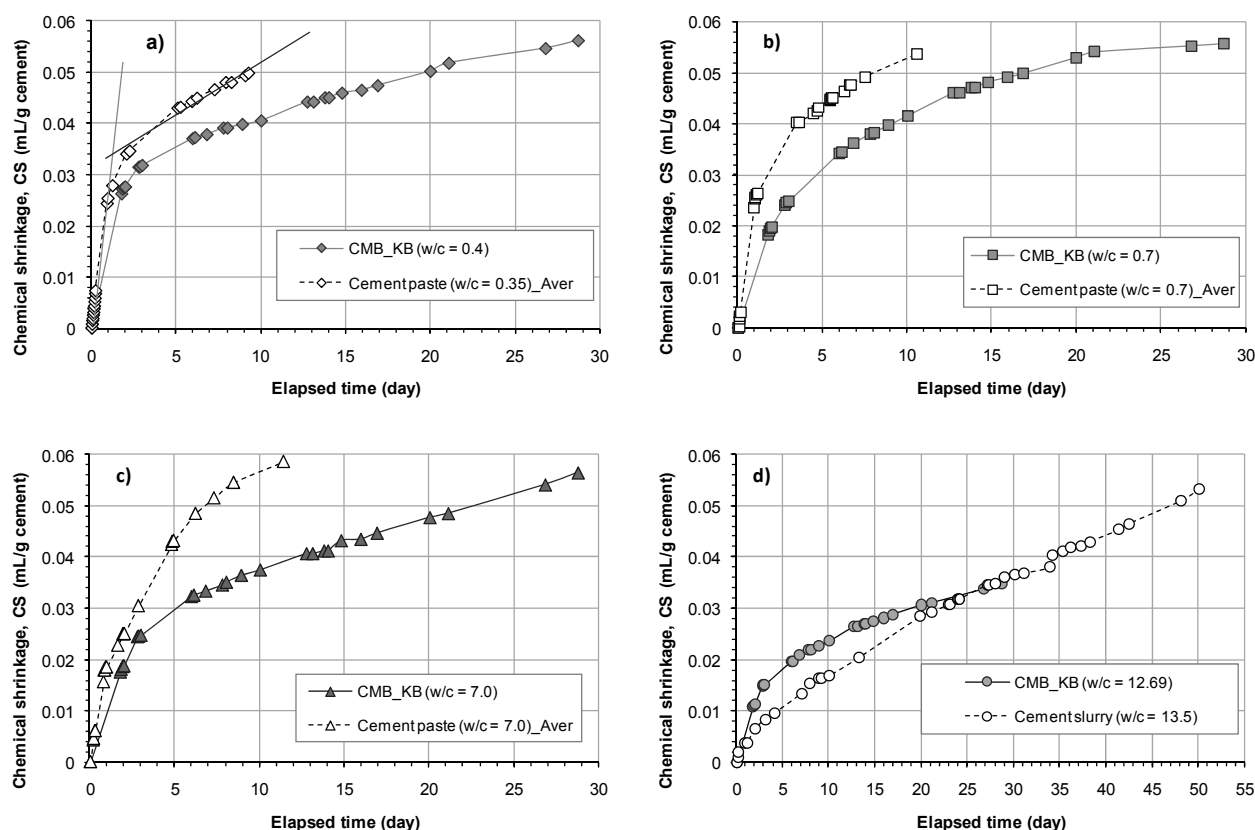 a)
Chemical shrinkage, CS (mL/g cement)
0.06
0.05
0.04
0.03
0.02
0.01
0
CMB_KB (w/c = 0.4)
Cement paste (w/c = 0.35)_Aver
0 5 10 15 20 25 30
Elapsed time (day)
b)
Chemical shrinkage, CS (mL/g cement)
0.06
0.05
0.04
0.03
0.02
0.01
0
CMB_KB (w/c = 0.7)
Cement paste (w/c = 0.7)_Aver
0 5 10 15 20 25 30
Elapsed time (day)
c)
Chemical shrinkage, CS (mL/g cement)
0.06
0.05
0.04
0.03
0.02
0.01
0
CMB_KB (w/c = 7.0)
Cement paste (w/c = 7.0)_Aver
0 5 10 15 20 25 30
Elapsed time (day)
d)
Chemical shrinkage, CS (mL/g cement)
0.06
0.05
0.04
0.03
0.02
0.01
0
CMB_KB (w/c = 12.69)
Cement slurry (w/c = 13.5)
0 5 10 15 20 25 30 35 40 45 50 55
Elapsed time (day)